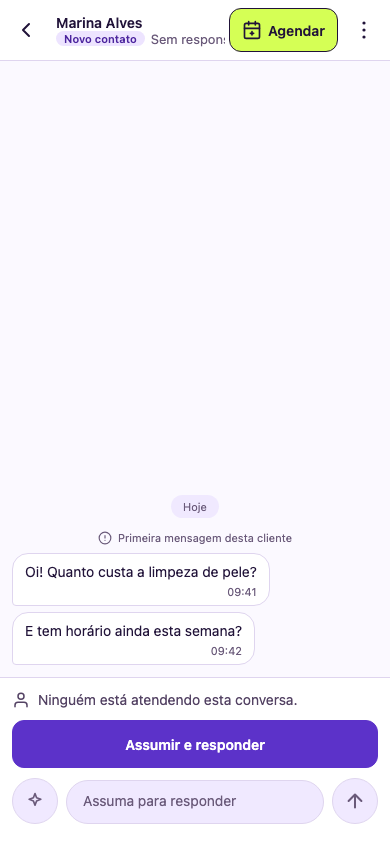 Marina Alves
Novo contato Sem respons
Agendar
Hoje
Primeira mensagem desta cliente
Oi! Quanto custa a limpeza de pele?
09:41
E tem horário ainda esta semana?
09:42
Ninguém está atendendo esta conversa.
Assumir e responder
Assuma para responder